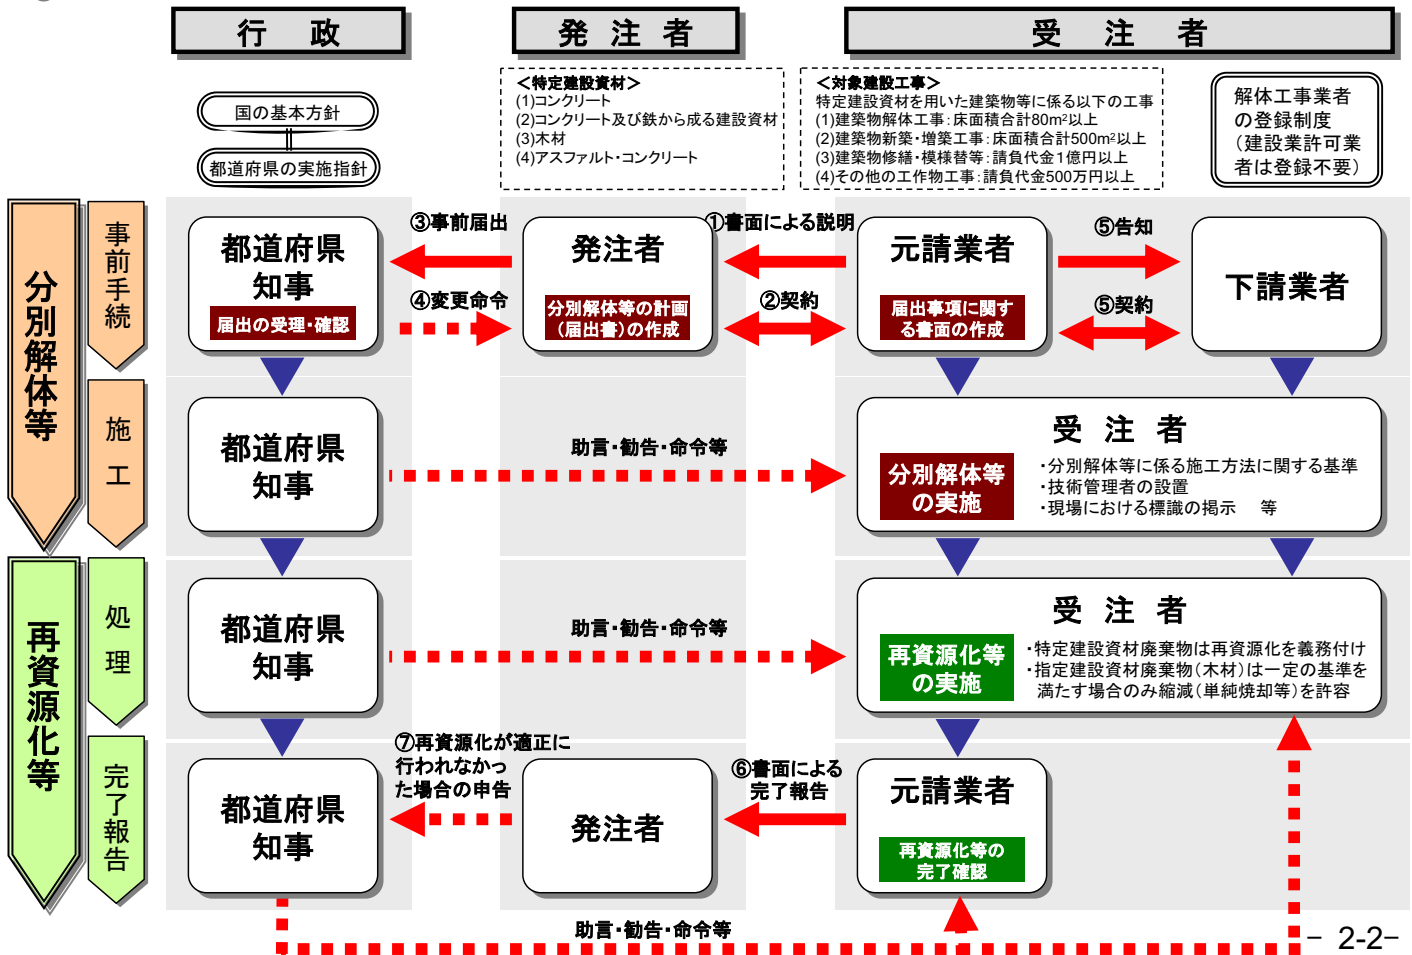 行 政
発 注 者
受 注 者
国の基本方針
都道府県の実施指針
＜特定建設資材＞
(1)コンクリート
(2)コンクリート及び鉄から成る建設資材
(3)木材
(4)アスファルト・コンクリート
＜対象建設工事＞
特定建設資材を用いた建築物等に係る以下の工事
(1)建築物解体工事：床面積合計80m²以上
(2)建築物新築・増築工事：床面積合計500m²以上
(3)建築物修繕・模様替等：請負代金1億円以上
(4)その他の工作物工事：請負代金500万円以上
解体工事業者
の登録制度
（建設業許可業
者は登録不要）
分別解体等
事前手続
都道府県
知事
届出の受理・確認
③事前届出
④変更命令
発注者
分別解体等の計画
（届出書）の作成
①書面による説明
②契約
元請業者
届出事項に関す
る書面の作成
⑤告知
⑤契約
下請業者
施工
都道府県
知事
助言・勧告・命令等
受 注 者
分別解体等
の実施
・分別解体等に係る施工方法に関する基準
・技術管理者の設置
・現場における標識の掲示 等
再資源化等
処理
都道府県
知事
助言・勧告・命令等
受 注 者
再資源化等
の実施
・特定建設資材廃棄物は再資源化を義務付け
・指定建設資材廃棄物（木材）は一定の基準を
満たす場合のみ縮減（単純焼却等）を許容
完了報告
都道府県
知事
⑦再資源化が適正に
行われなかっ
た場合の申告
発注者
⑥書面による
完了報告
元請業者
再資源化等の
完了確認
助言・勧告・命令等
－ 2-2－